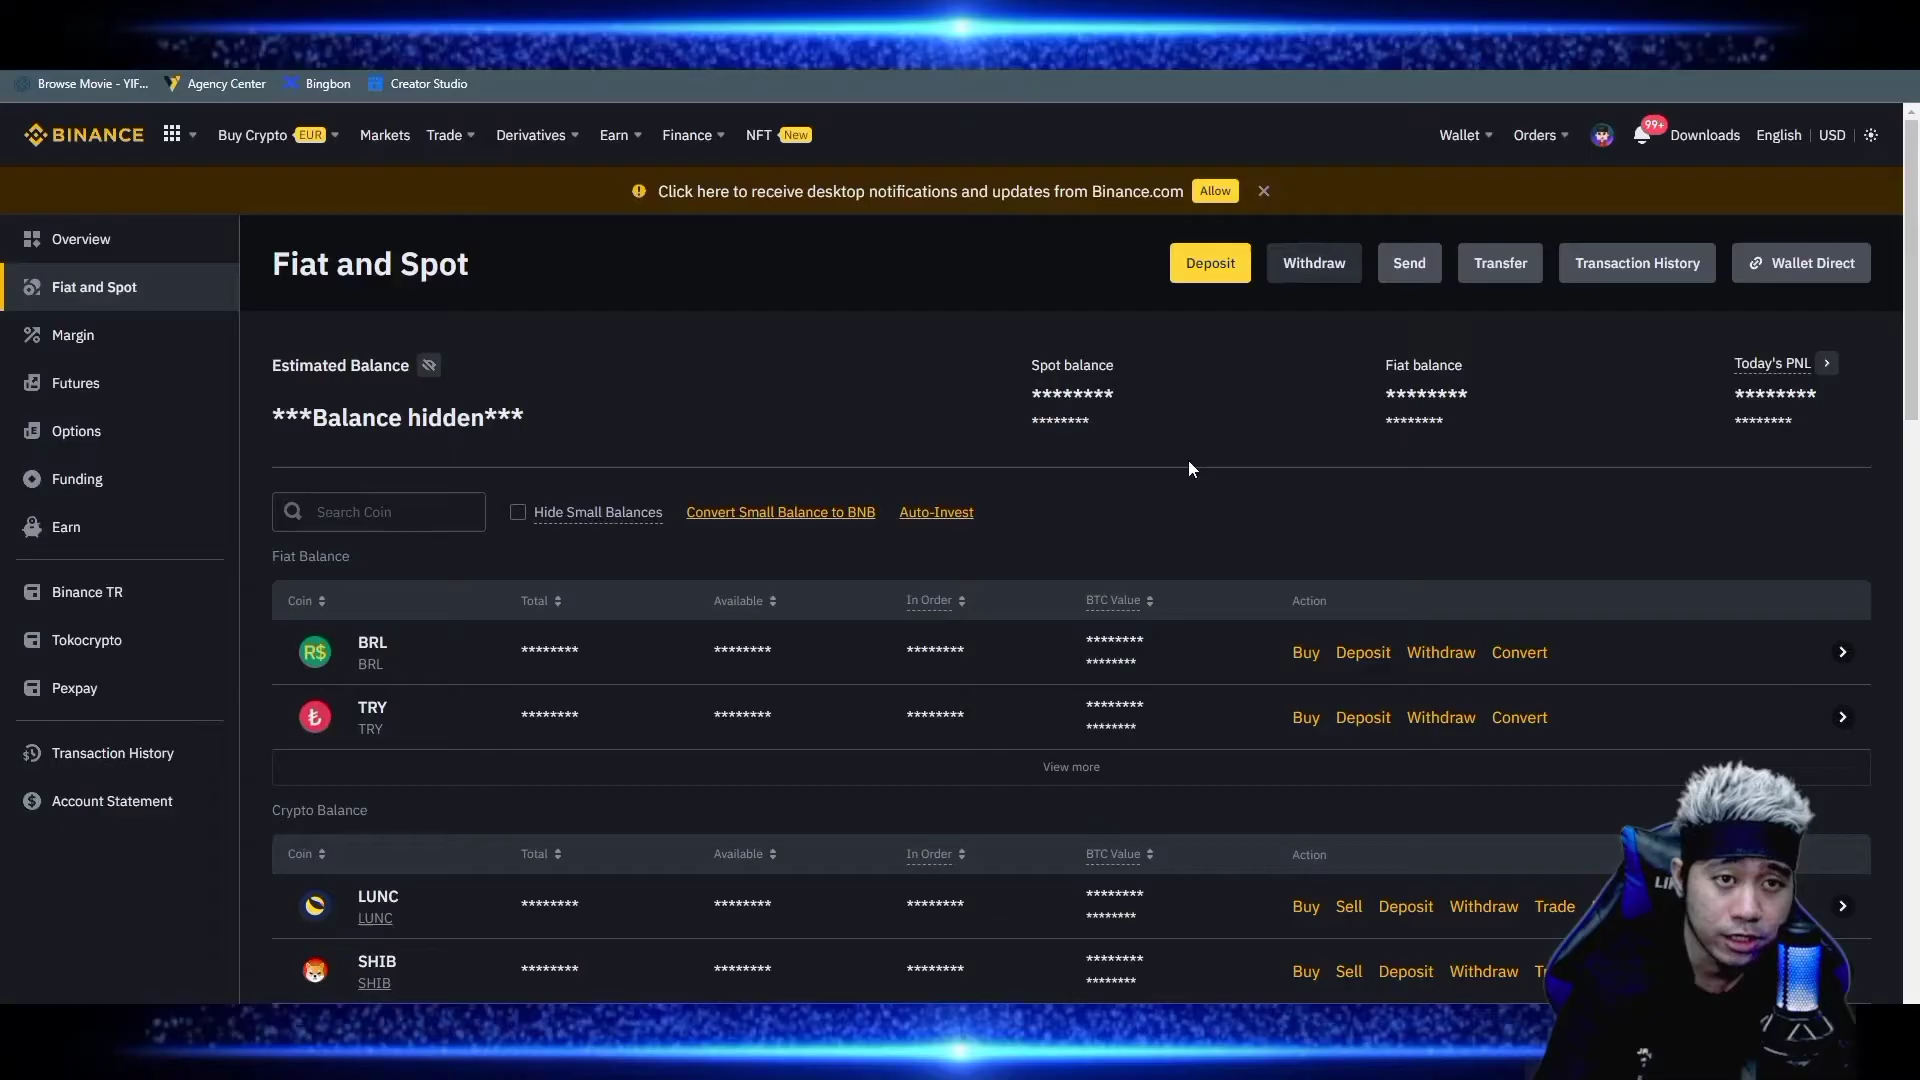 Browse Movie - YIF... Agency Center Bingbon Creator Studio
BINANCE Buy Crypto EUR Markets Trade Derivatives Earn Finance NFT New Wallet Orders 99+ Downloads English | USD
Click here to receive desktop notifications and updates from Binance.com Allow
Overview
Fiat and Spot
Margin
Futures
Options
Funding
Earn
Binance TR
Tokocrypto
Pexpay
Transaction History
Account Statement
Fiat and Spot
Deposit Withdraw Send Transfer Transaction History Wallet Direct
Estimated Balance Spot balance Fiat balance Today's PNL
******** ******** ********
***Balance hidden*** ******** ******** ********
Search Coin Hide Small Balances Convert Small Balance to BNB Auto-Invest
Fiat Balance
Coin Total Available In Order BTC Value Action
R$ BRL ******** ******** ******** ******** Buy Deposit Withdraw Convert
BRL ********
₺ TRY ******** ******** ******** ******** Buy Deposit Withdraw Convert
TRY ********
View more
Crypto Balance
Coin Total Available In Order BTC Value Action
LUNC ******** ******** ******** ******** Buy Sell Deposit Withdraw Trade
LUNC ********
SHIB ******** ******** ******** ******** Buy Sell Deposit Withdraw
SHIB ********